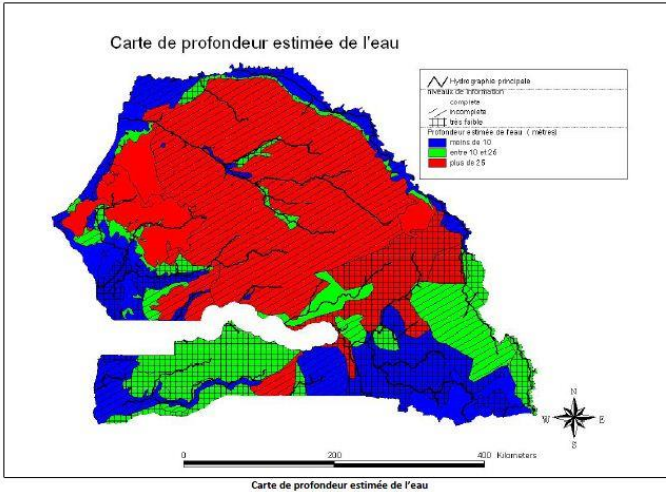 Carte de profondeur estimée de l'eau
Hydrographie principale
niveaux de information
complete
incomplete
très faible
Profondeur estimée de l'eau ( mètres)
moins de 10
entre 10 et 25
plus de 25
N
W E
S
0 200 400 Kilometers
Carte de profondeur estimée de l'eau